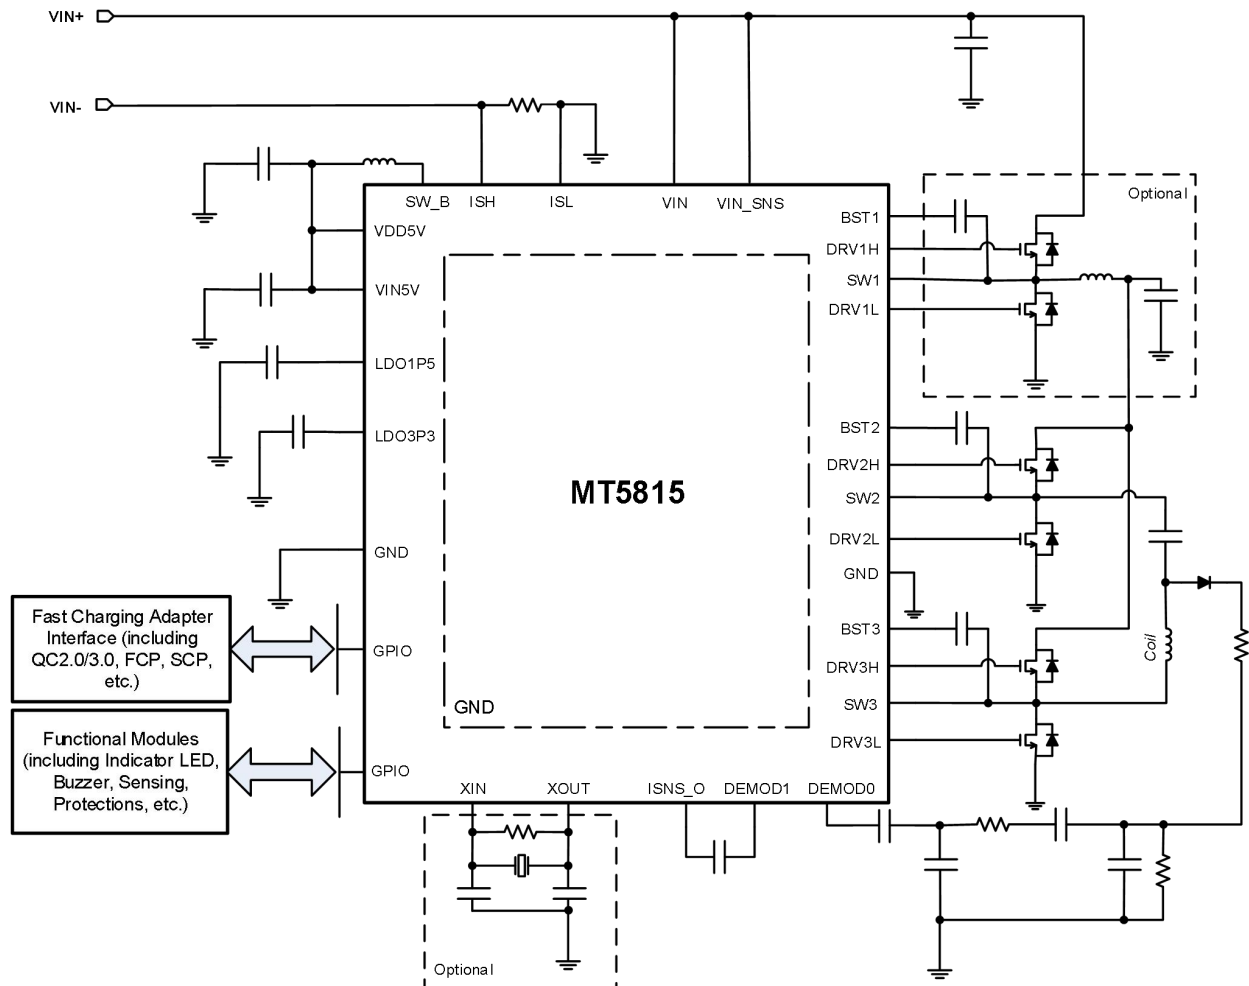 VIN+
VIN-
SW_B
ISH
ISL
VIN
VIN_SNS
VDD5V
VIN5V
LDO1P5
LDO3P3
GND
GPIO
GPIO
BST1
DRV1H
SW1
DRV1L
BST2
DRV2H
SW2
DRV2L
GND
BST3
DRV3H
SW3
DRV3L
XIN
XOUT
ISNS_O
DEMOD1
DEMOD0
MT5815
GND
Optional
Coil
Fast Charging Adapter
Interface (including
QC2.0/3.0, FCP, SCP,
etc.)
Functional Modules
(including Indicator LED,
Buzzer, Sensing,
Protections, etc.)
Optional